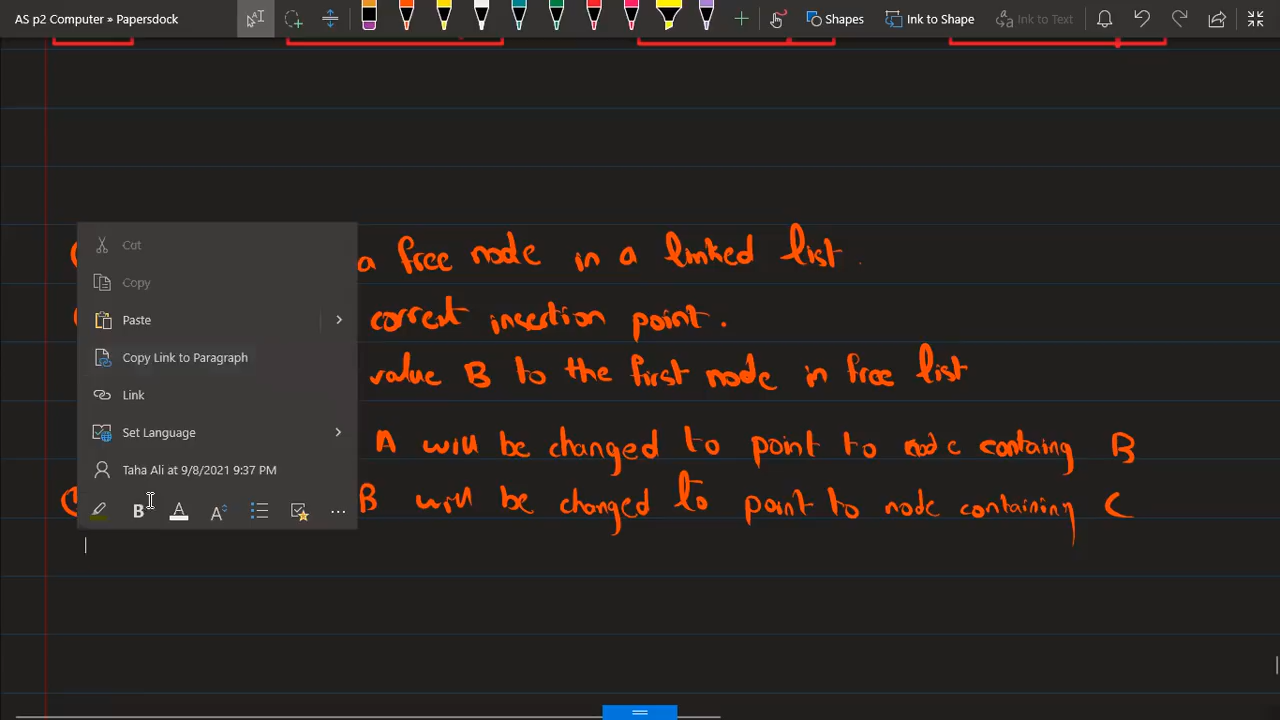 AS p2 Computer » Papersdock
Shapes
Ink to Shape
Ink to Text
a free node in a linked list.
correct insertion point.
value B to the first node in free list
A will be changed to point to node containg B
B will be changed to point to node containing C
Cut
Copy
Paste
Copy Link to Paragraph
Link
Set Language
Taha Ali at 9/8/2021 9:37 PM
B A A ...